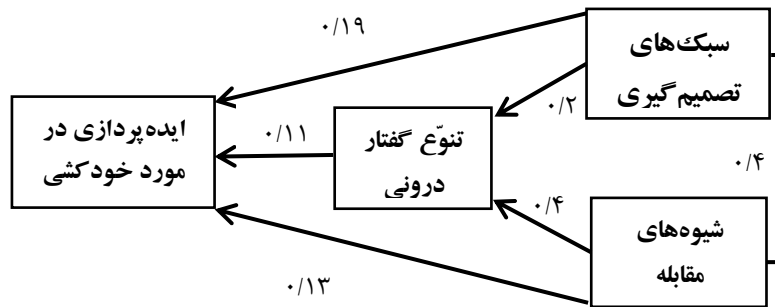 سبک‌های
تصمیم‌گیری
۰/۱۹
۰/۲
ایده‌پردازی در
مورد خودکشی
۰/۱۱
تنوّع گفتار
درونی
۰/۴
۰/۴
شیوه‌های
مقابله
۰/۱۳